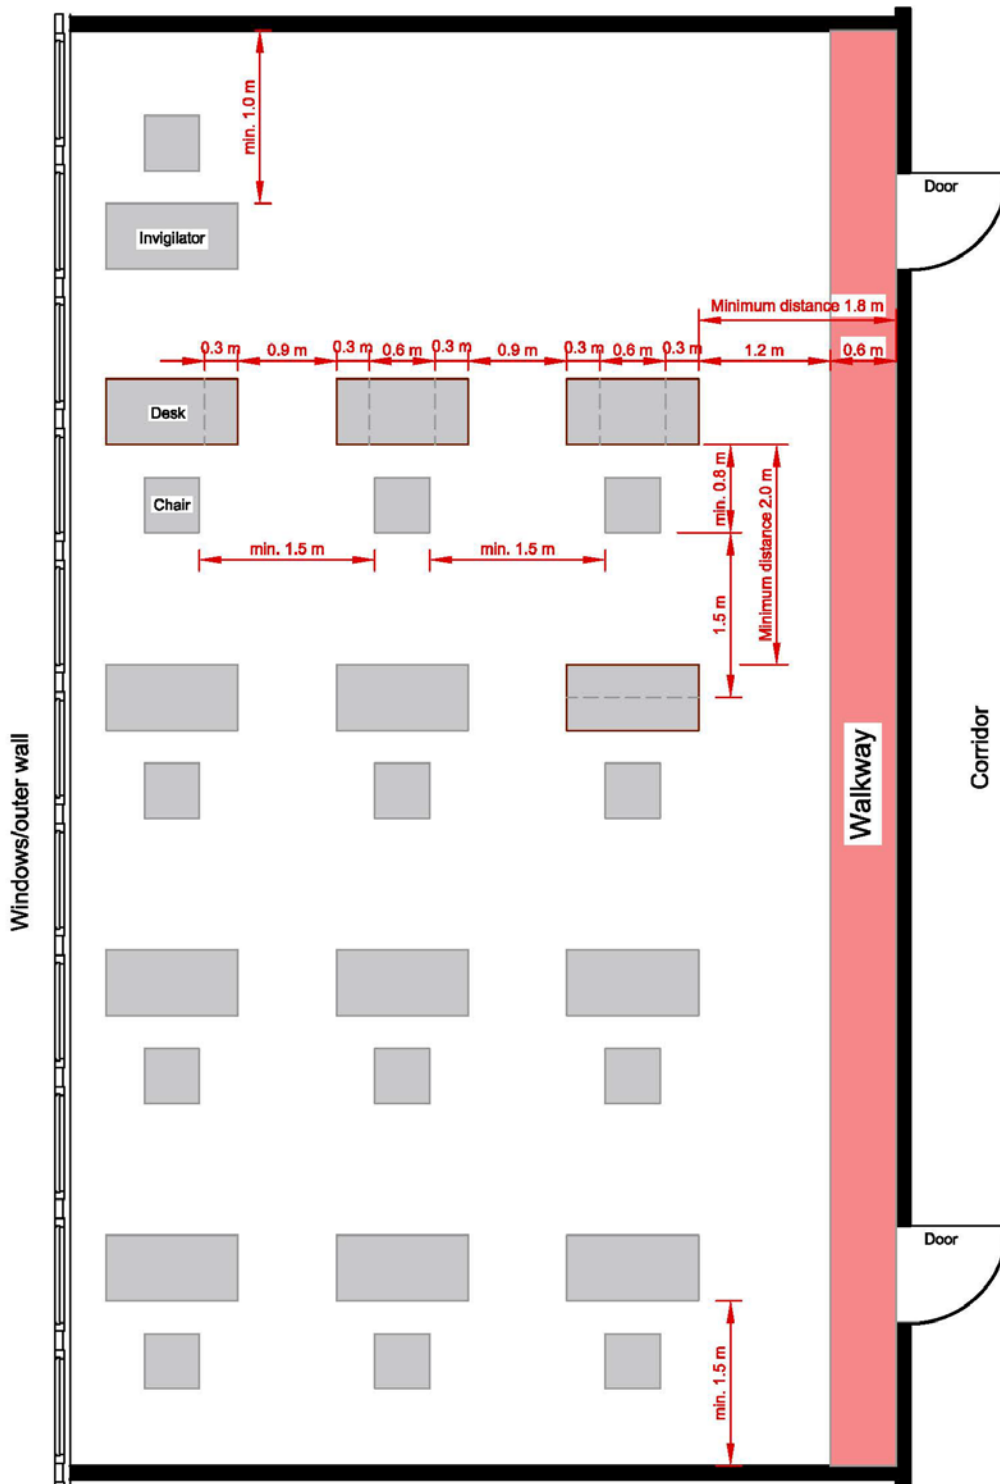 min. 1.0 m
Door
Invigilator
Minimum distance 1.8 m
0.3 m
0.9 m
0.3 m
0.6 m
0.3 m
0.9 m
0.3 m
0.6 m
0.3 m
1.2 m
0.6 m
Desk
Chair
min. 0.8 m
Minimum distance 2.0 m
min. 1.5 m
min. 1.5 m
1.5 m
Windows/outer wall
Walkway
Corridor
Door
min. 1.5 m